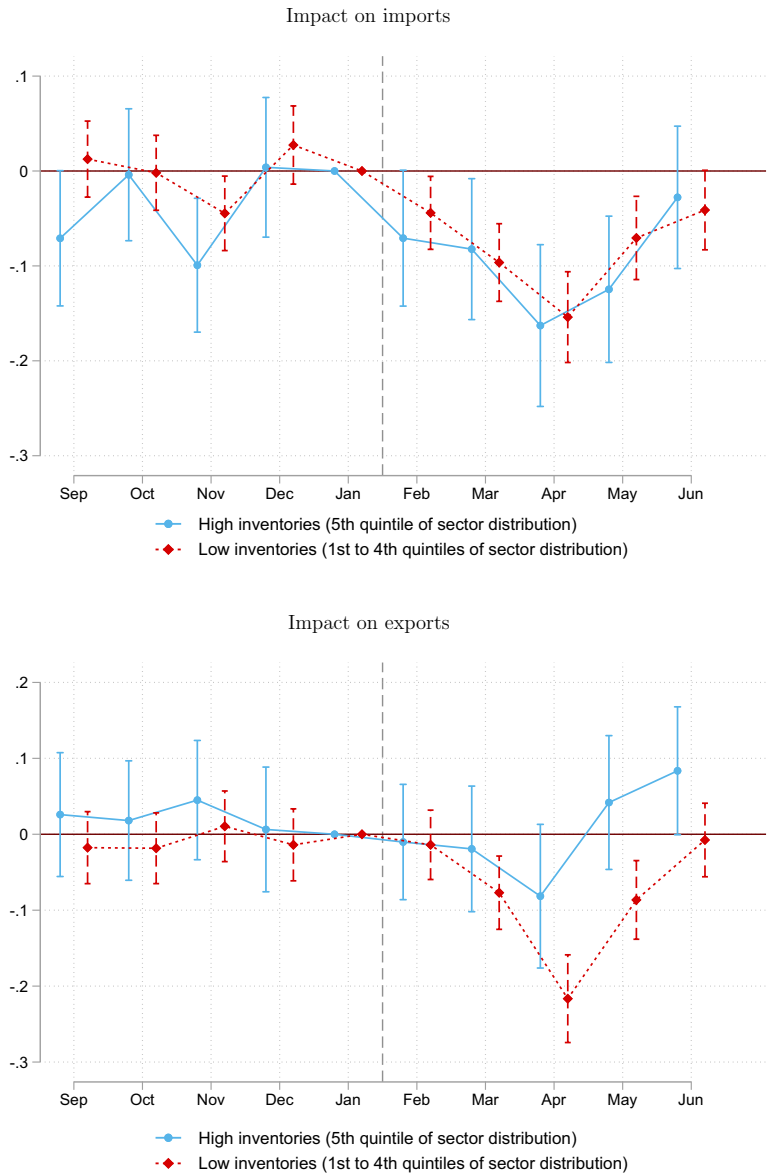 Impact on imports
.1
0
-.1
-.2
-.3
Sep Oct Nov Dec Jan Feb Mar Apr May Jun
High inventories (5th quintile of sector distribution)
Low inventories (1st to 4th quintiles of sector distribution)
Impact on exports
.2
.1
0
-.1
-.2
-.3
Sep Oct Nov Dec Jan Feb Mar Apr May Jun
High inventories (5th quintile of sector distribution)
Low inventories (1st to 4th quintiles of sector distribution)